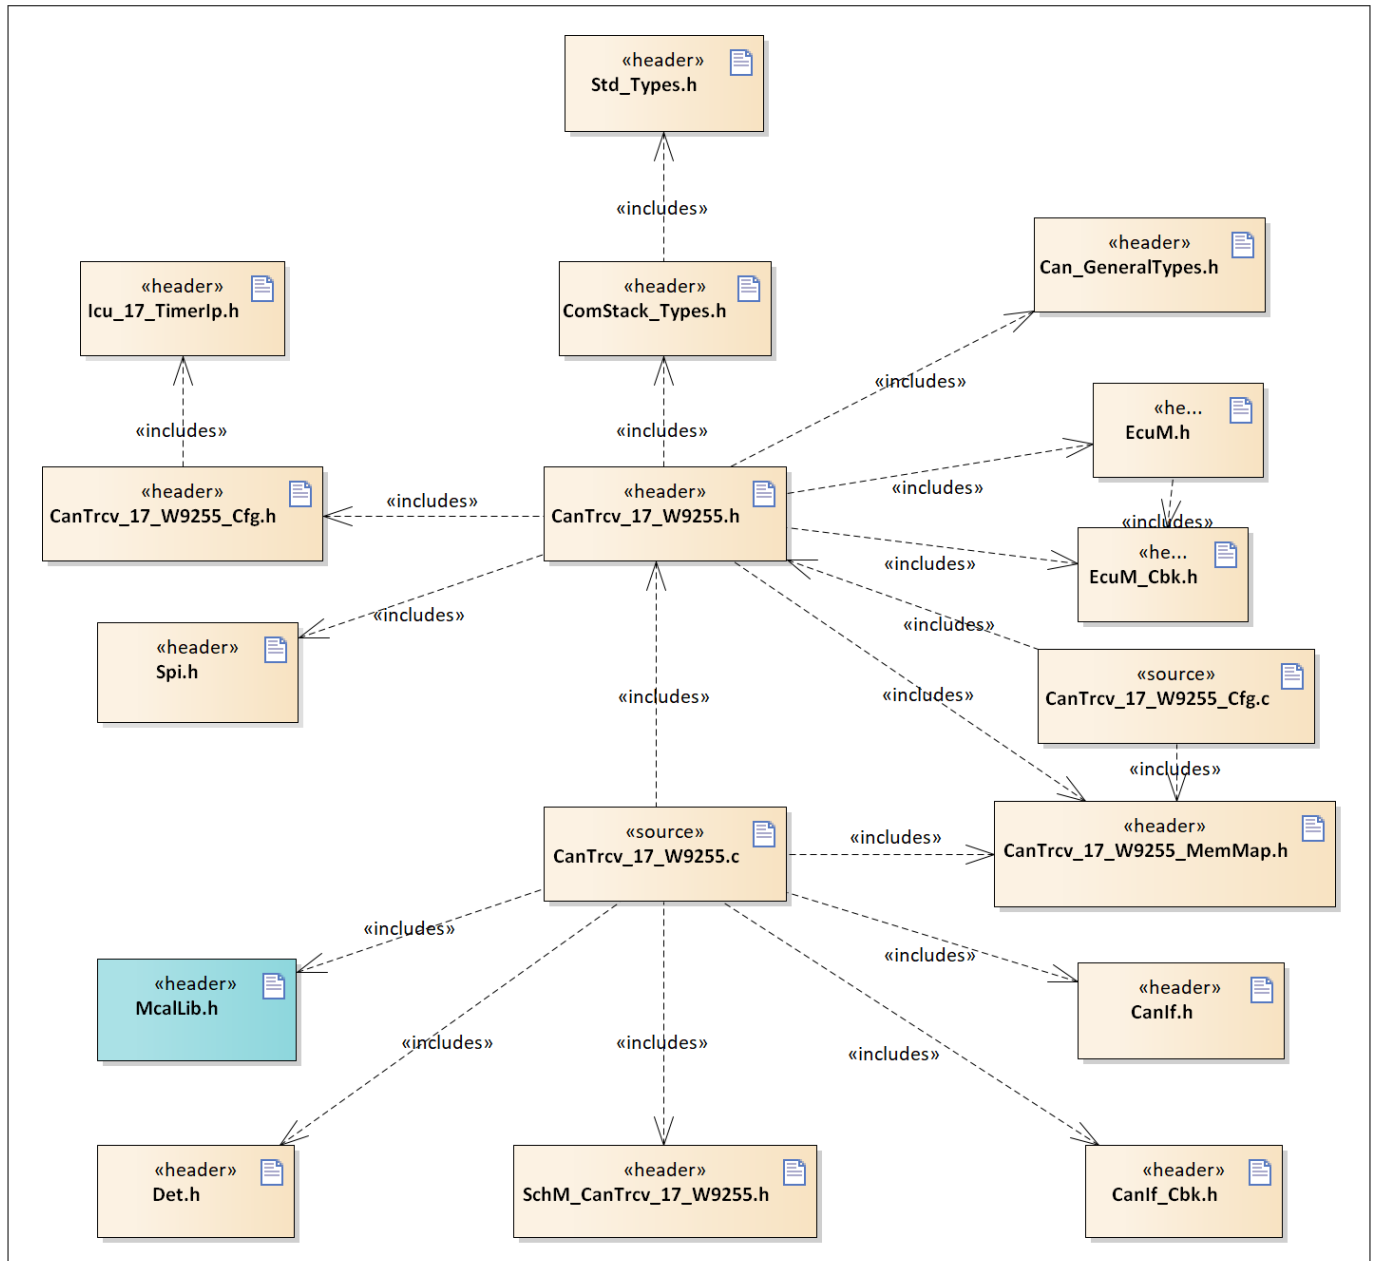 «header»
Std_Types.h
«includes»
«header»
Can_GeneralTypes.h
«header»
Icu_17_TimerIp.h
«header»
ComStack_Types.h
«includes»
«he...
EcuM.h
«includes»
«includes»
«header»
CanTrcv_17_W9255_Cfg.h
«includes»
«header»
CanTrcv_17_W9255.h
«includes»
«includes»
«he...
EcuM_Cbk.h
«includes»
«includes»
«includes»
«header»
Spi.h
«source»
CanTrcv_17_W9255_Cfg.c
«includes»
«includes»
«includes»
«source»
CanTrcv_17_W9255.c
«includes»
«header»
CanTrcv_17_W9255_MemMap.h
«includes»
«includes»
«header»
McalLib.h
«header»
CanIf.h
«includes»
«includes»
«includes»
«header»
Det.h
«header»
SchM_CanTrcv_17_W9255.h
«header»
CanIf_Cbk.h